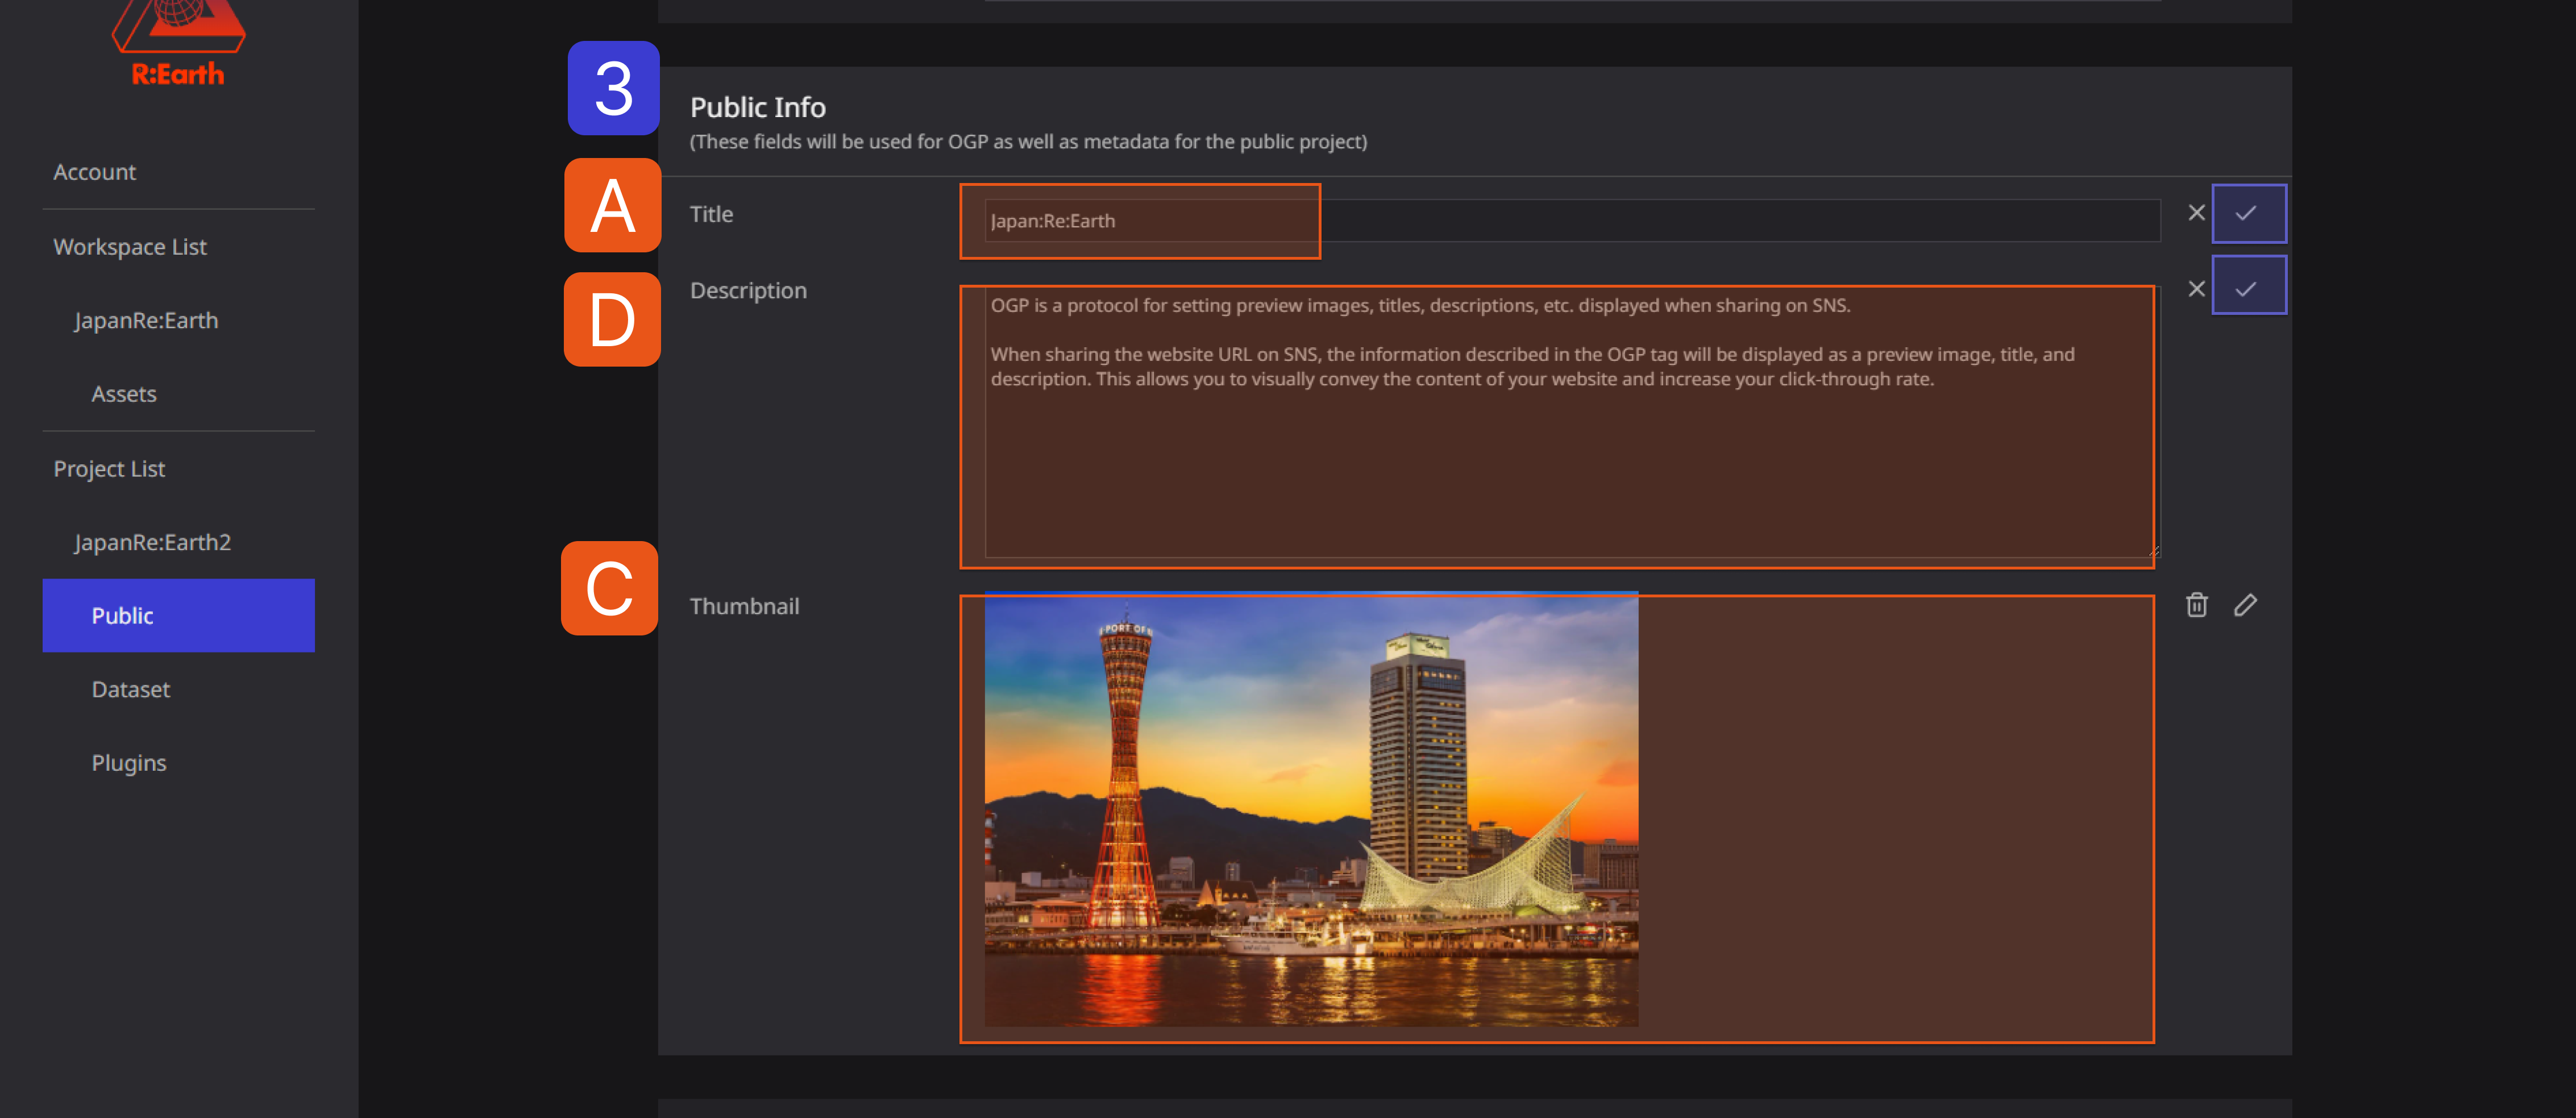 R:Earth
Account
Workspace List
JapanRe:Earth
Assets
Project List
JapanRe:Earth2
Public
Dataset
Plugins
3
Public Info
(These fields will be used for OGP as well as metadata for the public project)
A
Title
Japan:Re:Earth
D
Description
OGP is a protocol for setting preview images, titles, descriptions, etc. displayed when sharing on SNS.
When sharing the website URL on SNS, the information described in the OGP tag will be displayed as a preview image, title, and
description. This allows you to visually convey the content of your website and increase your click-through rate.
C
Thumbnail
PORT OF